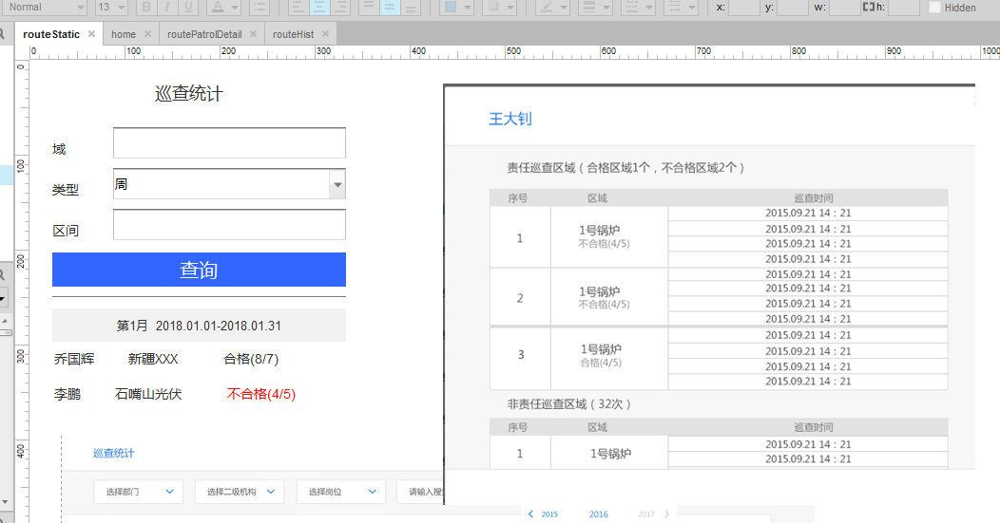 Normal 13 B I U A x: y: w: h: Hidden
routeStatic home routePatrolDetail routeHist
0 100 200 300 400 500 600 700 800 900 1000
0
100
200
300
400
巡查统计
域
类型 周
区间
查询
第1月 2018.01.01-2018.01.31
乔国辉 新疆XXX 合格(8/7)
李鹏 石嘴山光伏 不合格(4/5)
巡查统计
选择部门 选择二级机构 选择岗位 请输入搜
王大钊
责任巡查区域（合格区域1个，不合格区域2个）
序号 区域 巡查时间
1 1号锅炉 不合格(4/5)
2015.09.21 14：21
2015.09.21 14：21
2015.09.21 14：21
2015.09.21 14：21
2 1号锅炉 不合格(4/5)
2015.09.21 14：21
2015.09.21 14：21
2015.09.21 14：21
2015.09.21 14：21
3 1号锅炉 合格(4/5)
2015.09.21 14：21
2015.09.21 14：21
2015.09.21 14：21
2015.09.21 14：21
非责任巡查区域（32次）
序号 区域 巡查时间
1 1号锅炉
2015.09.21 14：21
2015.09.21 14：21
2015 2016 2017